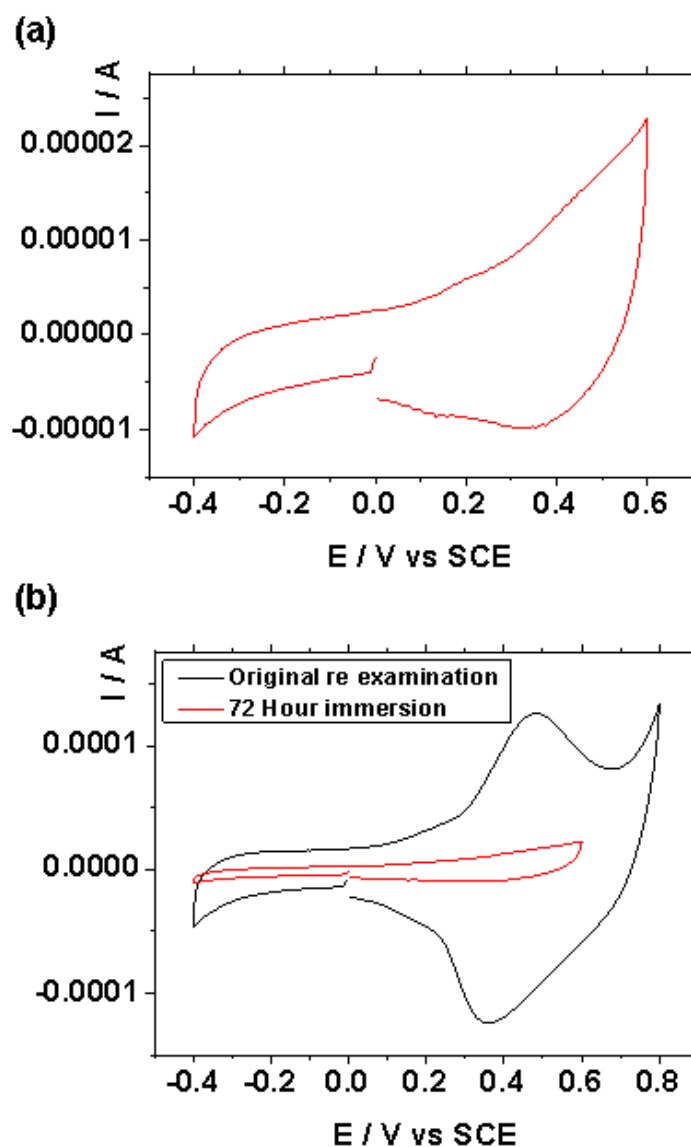 (a)
I / A
0.00002
0.00001
0.00000
-0.00001
-0.4 -0.2 0.0 0.2 0.4 0.6
E / V vs SCE
(b)
I / A
Original re examination
72 Hour immersion
0.0001
0.0000
-0.0001
-0.4 -0.2 0.0 0.2 0.4 0.6 0.8
E / V vs SCE